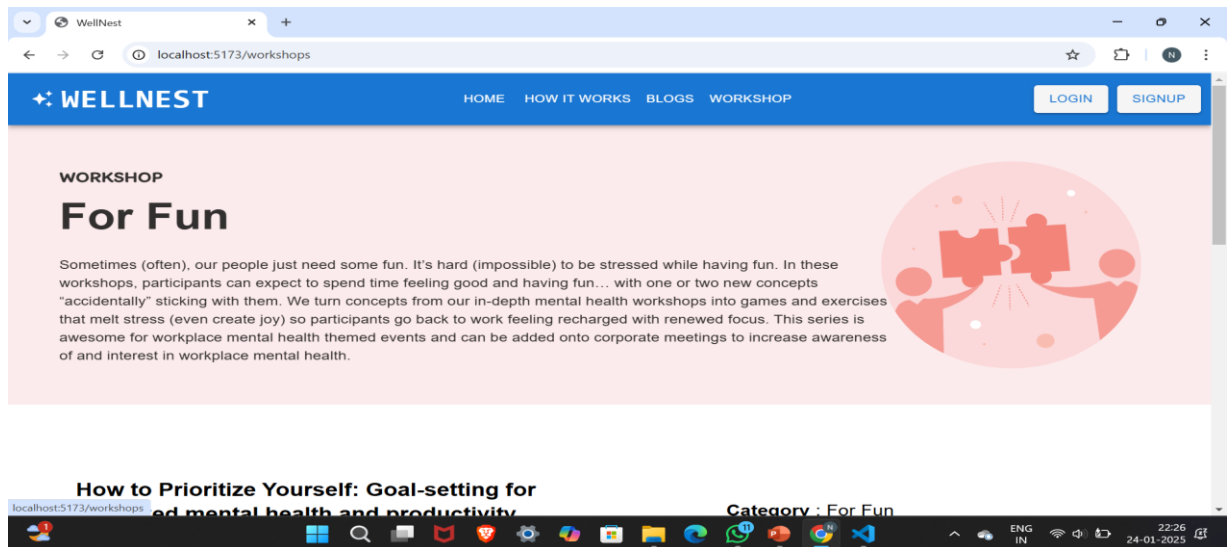 WellNest
localhost:5173/workshops
N
WELLNEST
HOME HOW IT WORKS BLOGS WORKSHOP
LOGIN SIGNUP
WORKSHOP
For Fun
Sometimes (often), our people just need some fun. It's hard (impossible) to be stressed while having fun. In these
workshops, participants can expect to spend time feeling good and having fun… with one or two new concepts
“accidentally” sticking with them. We turn concepts from our in-depth mental health workshops into games and exercises
that melt stress (even create joy) so participants go back to work feeling recharged with renewed focus. This series is
awesome for workplace mental health themed events and can be added onto corporate meetings to increase awareness
of and interest in workplace mental health.
How to Prioritize Yourself: Goal-setting for
ed mental health and productivity
Category : For Fun
localhost:5173/workshops
1
11
N
ENG
IN
22:26
24-01-2025